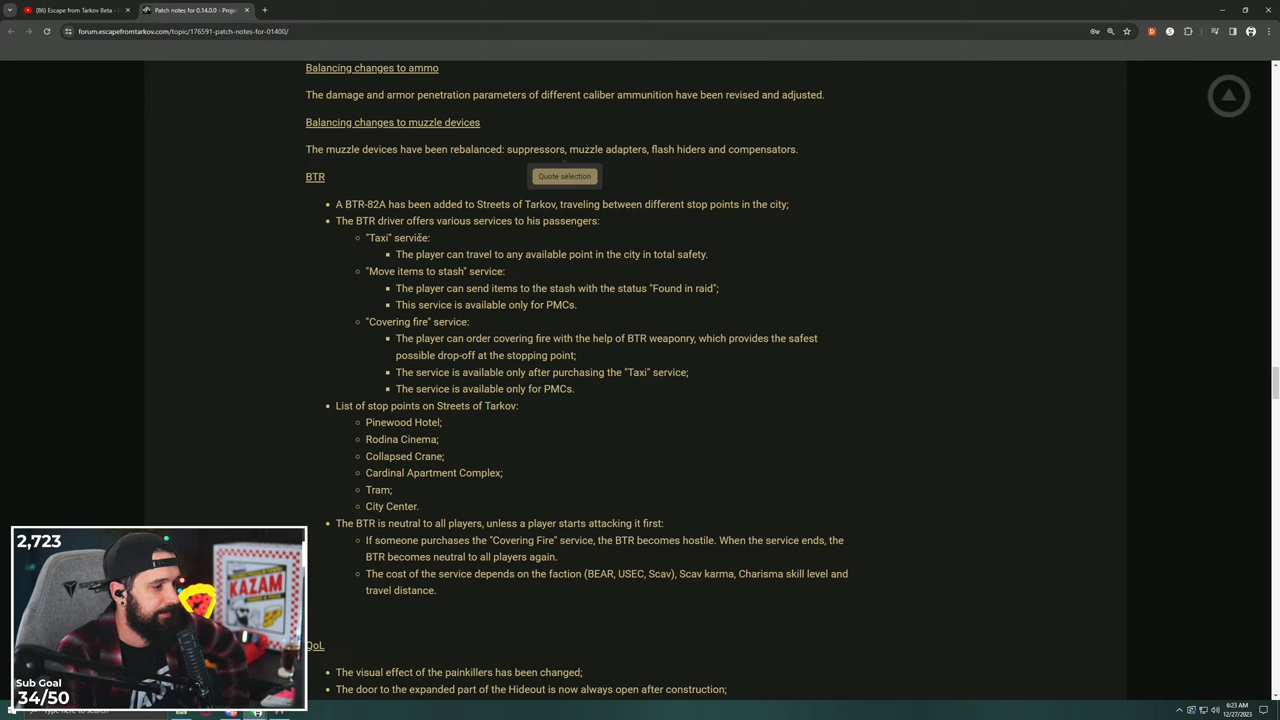 (86) Escape from Tarkov Beta -
Patch notes for 0.14.0.0 - Proje
forum.escapefromtarkov.com/topic/176591-patch-notes-for-01400/
Balancing changes to ammo
The damage and armor penetration parameters of different caliber ammunition have been revised and adjusted.
Balancing changes to muzzle devices
The muzzle devices have been rebalanced: suppressors, muzzle adapters, flash hiders and compensators.
Quote selection
BTR
A BTR-82A has been added to Streets of Tarkov, traveling between different stop points in the city;
The BTR driver offers various services to his passengers:
"Taxi" service:
The player can travel to any available point in the city in total safety.
"Move items to stash" service:
The player can send items to the stash with the status "Found in raid";
This service is available only for PMCs.
"Covering fire" service:
The player can order covering fire with the help of BTR weaponry, which provides the safest
possible drop-off at the stopping point;
The service is available only after purchasing the "Taxi" service;
The service is available only for PMCs.
List of stop points on Streets of Tarkov:
Pinewood Hotel;
Rodina Cinema;
Collapsed Crane;
Cardinal Apartment Complex;
Tram;
City Center.
The BTR is neutral to all players, unless a player starts attacking it first:
If someone purchases the "Covering Fire" service, the BTR becomes hostile. When the service ends, the
BTR becomes neutral to all players again.
The cost of the service depends on the faction (BEAR, USEC, Scav), Scav karma, Charisma skill level and
travel distance.
QoL
The visual effect of the painkillers has been changed;
The door to the expanded part of the Hideout is now always open after construction;
2,723
KAZAM
Sub Goal
34/50
6:23 AM
12/27/2023